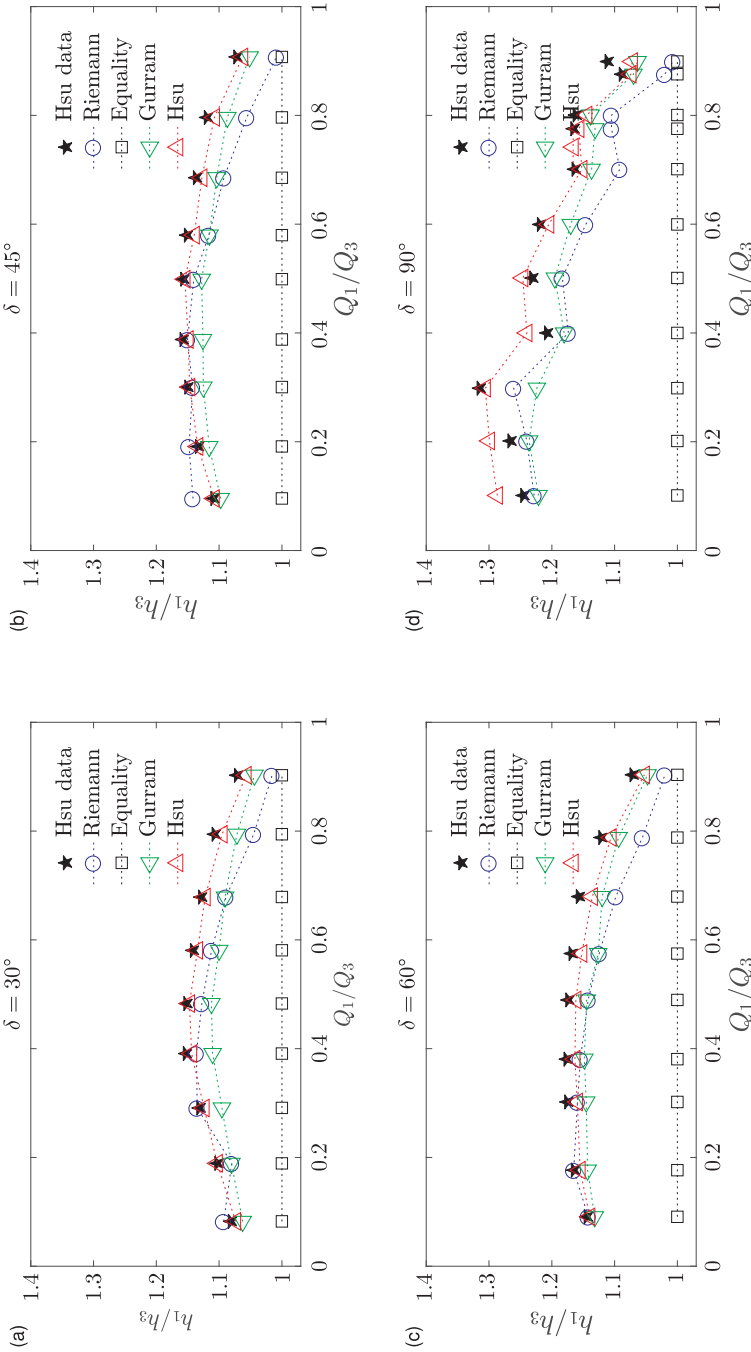 (a)
δ = 30°
1.4
1.3
1.2
1.1
1
h₁/h₃
0
0.2
0.4
0.6
0.8
1
Q₁/Q₃
Hsu data
Riemann
Equality
Gurram
Hsu
(b)
δ = 45°
1.4
1.3
1.2
1.1
1
h₁/h₃
0
0.2
0.4
0.6
0.8
1
Q₁/Q₃
Hsu data
Riemann
Equality
Gurram
Hsu
(c)
δ = 60°
1.4
1.3
1.2
1.1
1
h₁/h₃
0
0.2
0.4
0.6
0.8
1
Q₁/Q₃
Hsu data
Riemann
Equality
Gurram
Hsu
(d)
δ = 90°
1.4
1.3
1.2
1.1
1
h₁/h₃
0
0.2
0.4
0.6
0.8
1
Q₁/Q₃
Hsu data
Riemann
Equality
Gurram
Hsu